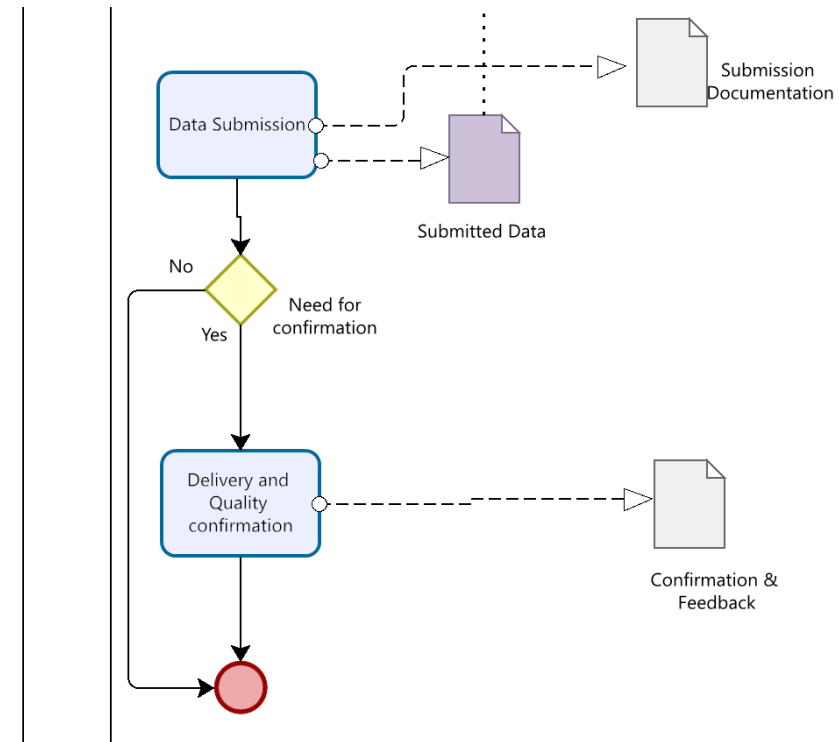 Submission
Documentation
Data Submission
Submitted Data
No
Need for
confirmation
Yes
Delivery and
Quality
confirmation
Confirmation &
Feedback